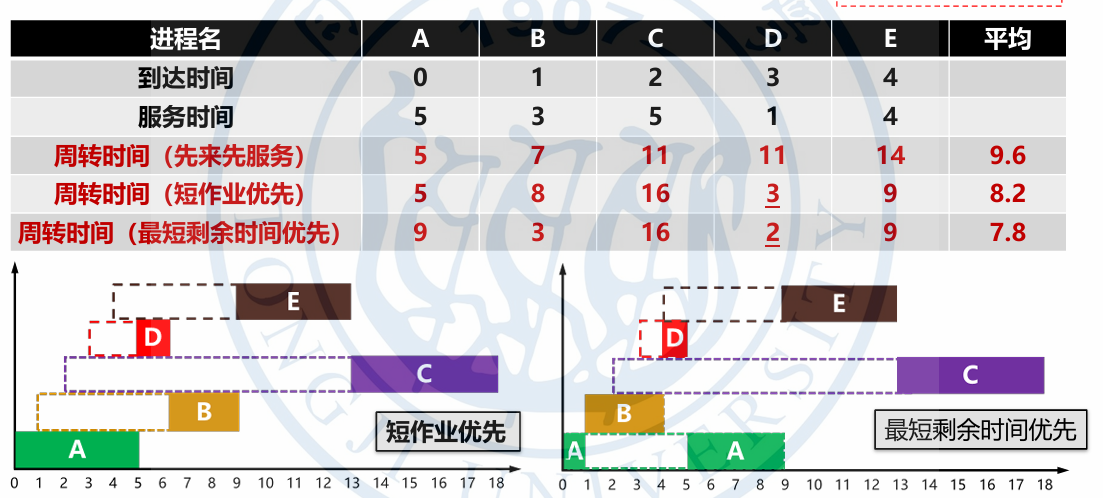 进程名 A B C D E 平均
到达时间 0 1 2 3 4
服务时间 5 3 5 1 4
周转时间（先来先服务） 5 7 11 11 14 9.6
周转时间（短作业优先） 5 8 16 3 9 8.2
周转时间（最短剩余时间优先） 9 3 16 2 9 7.8
E
D
C
B
A
短作业优先
0 1 2 3 4 5 6 7 8 9 10 11 12 13 14 15 16 17 18
E
D
C
B
A A
最短剩余时间优先
0 1 2 3 4 5 6 7 8 9 10 11 12 13 14 15 16 17 18
1907